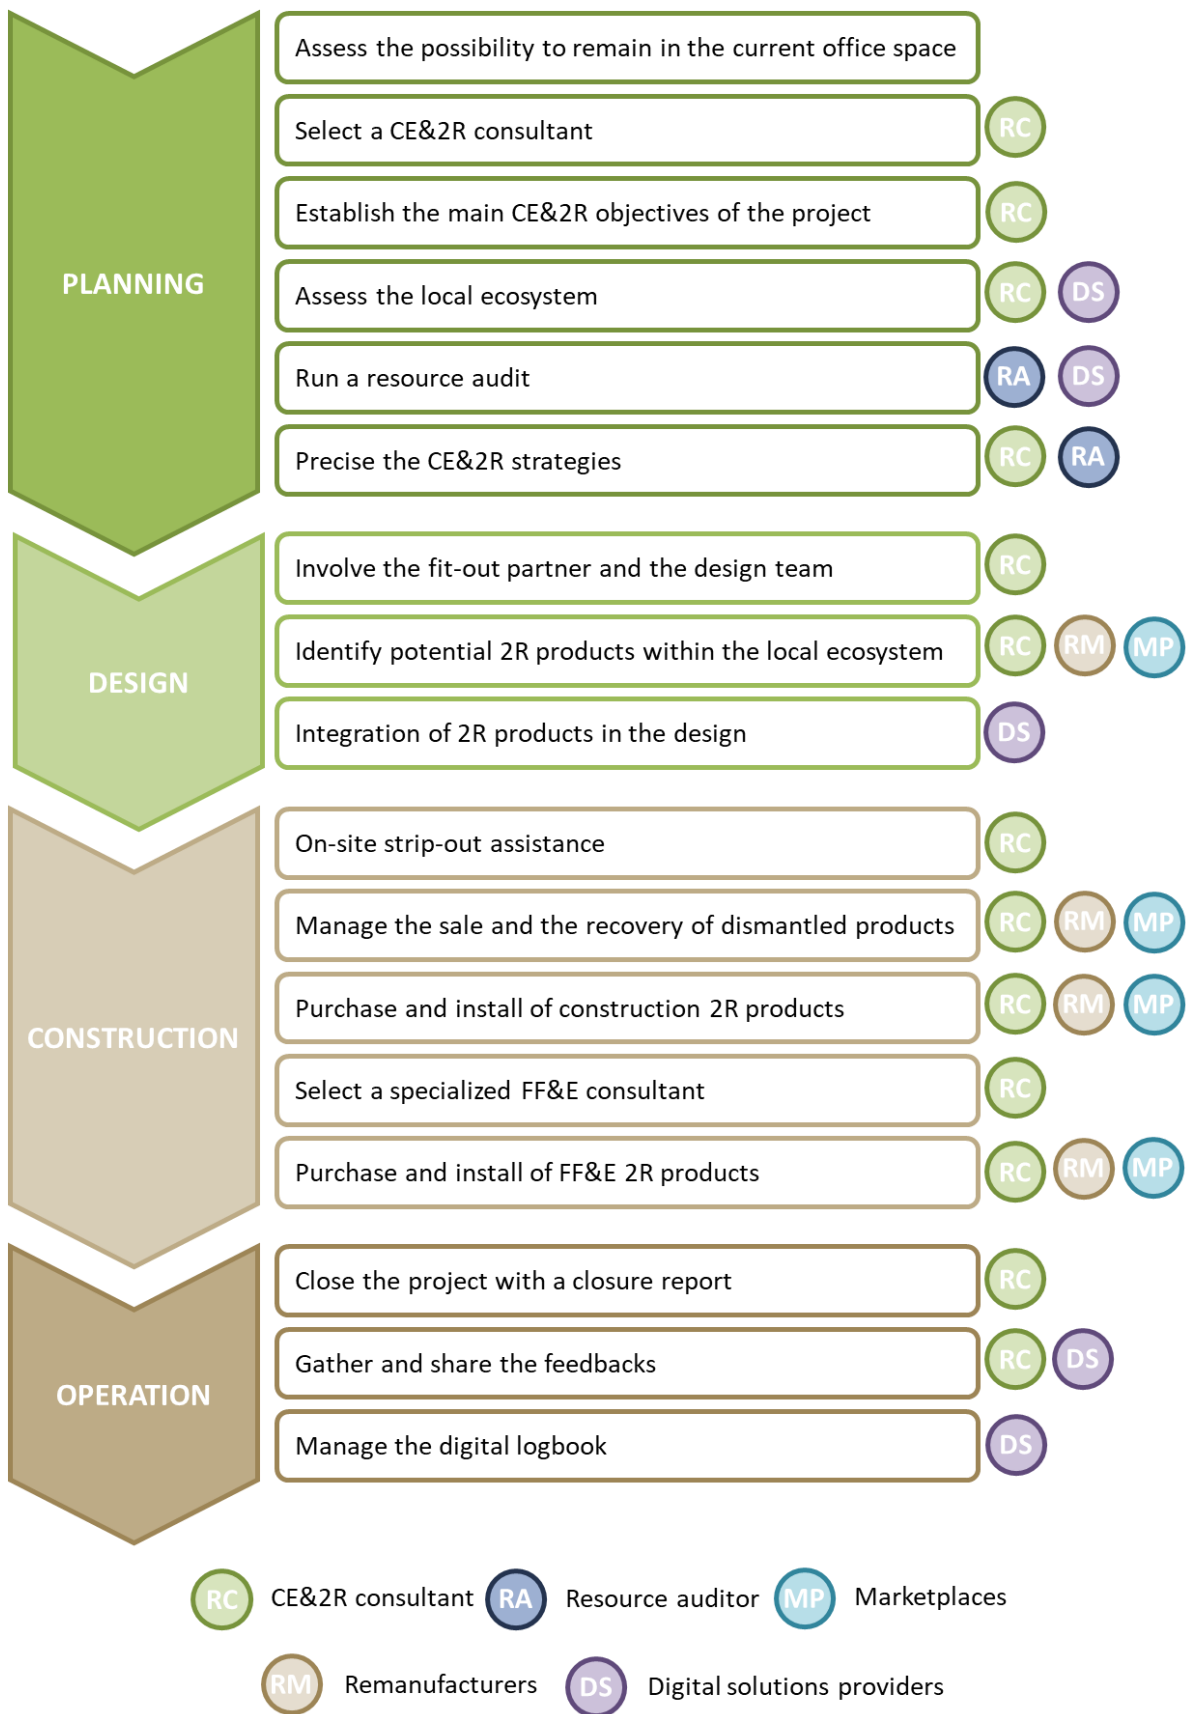 PLANNING
Assess the possibility to remain in the current office space
Select a CE&2R consultant
RC
Establish the main CE&2R objectives of the project
RC
Assess the local ecosystem
RC DS
Run a resource audit
RA DS
Precise the CE&2R strategies
RC RA
DESIGN
Involve the fit-out partner and the design team
RC
Identify potential 2R products within the local ecosystem
RC RM MP
Integration of 2R products in the design
DS
CONSTRUCTION
On-site strip-out assistance
RC
Manage the sale and the recovery of dismantled products
RC RM MP
Purchase and install of construction 2R products
RC RM MP
Select a specialized FF&E consultant
RC
Purchase and install of FF&E 2R products
RC RM MP
OPERATION
Close the project with a closure report
RC
Gather and share the feedbacks
RC DS
Manage the digital logbook
DS
RC CE&2R consultant RA Resource auditor MP Marketplaces
RM Remanufacturers DS Digital solutions providers